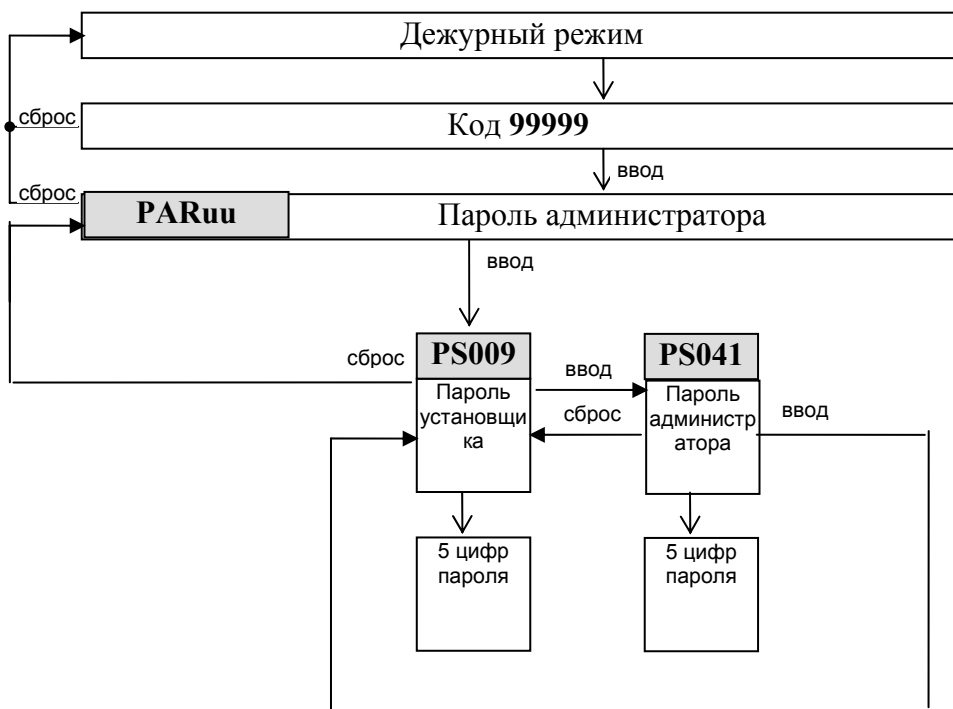 Дежурный режим
сброс
Код 99999
ввод
сброс
PARuu
Пароль администратора
ввод
сброс
PS009
ввод
PS041
Пароль
установщи
ка
сброс
Пароль
администр
атора
ввод
5 цифр
пароля
5 цифр
пароля